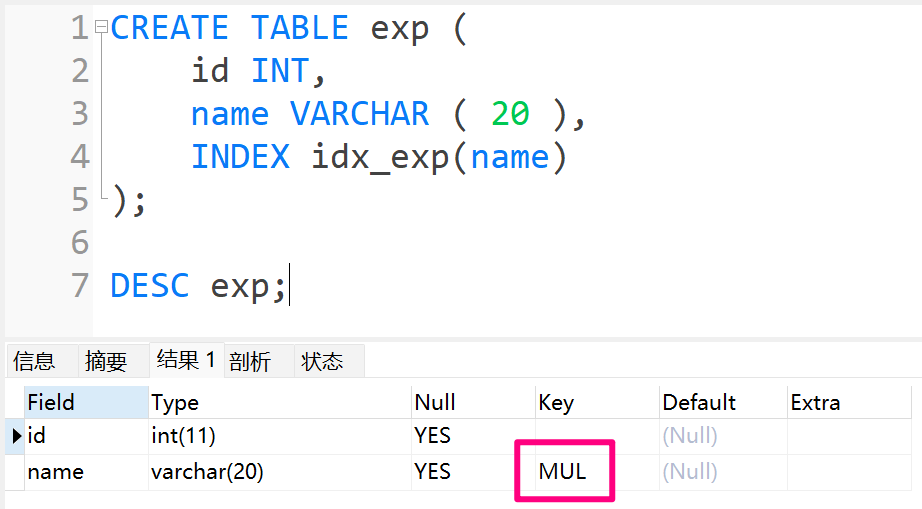 1 CREATE TABLE exp (
2 id INT,
3 name VARCHAR ( 20 ),
4 INDEX idx_exp(name)
5 );
6
7 DESC exp;
信息 摘要 结果 1 剖析 状态
Field Type Null Key Default Extra
id int(11) YES (Null)
name varchar(20) YES MUL (Null)